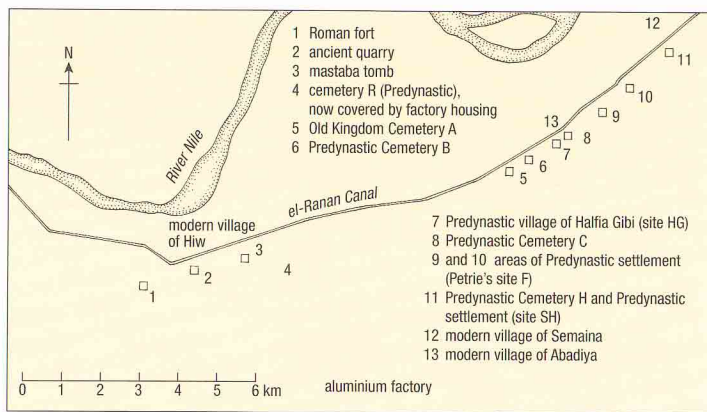 N
River Nile
1 Roman fort
2 ancient quarry
3 mastaba tomb
4 cemetery R (Predynastic),
now covered by factory housing
5 Old Kingdom Cemetery A
6 Predynastic Cemetery B
12
11
10
9
13
8
7
6
5
el-Ranan Canal
modern village
of Hiw
3
4
2
1
7 Predynastic village of Halfia Gibi (site HG)
8 Predynastic Cemetery C
9 and 10 areas of Predynastic settlement
(Petrie's site F)
11 Predynastic Cemetery H and Predynastic
settlement (site SH)
12 modern village of Semaina
13 modern village of Abadiya
0 1 2 3 4 5 6 km
aluminium factory